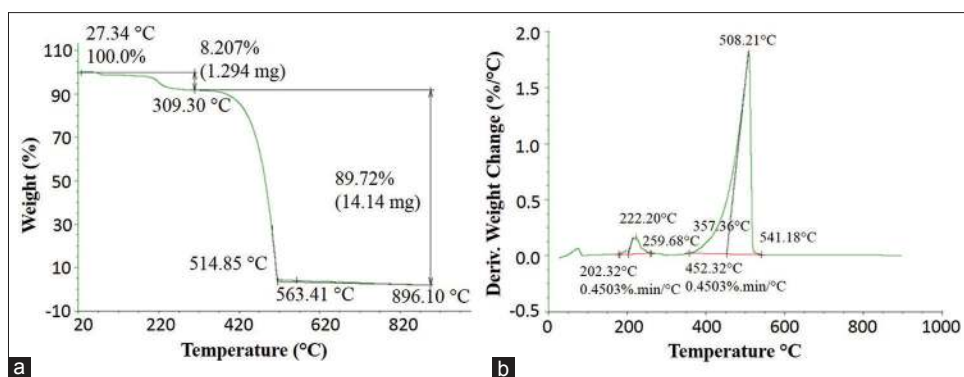 27.34 °C
100.0%
8.207%
(1.294 mg)
309.30 °C
89.72%
(14.14 mg)
514.85 °C
563.41 °C
896.10 °C
110
90
70
50
30
10
-10
Weight (%)
20
220
420
620
820
Temperature (°C)
a
2.0
1.5
1.0
0.5
0.0
-0.5
Deriv. Weight Change (%/°C)
508.21°C
222.20°C
357.36°C
259.68°C
541.18°C
202.32°C
0.4503%.min/°C
452.32°C
0.4503%.min/°C
0
200
400
600
800
1000
Temperature °C
b